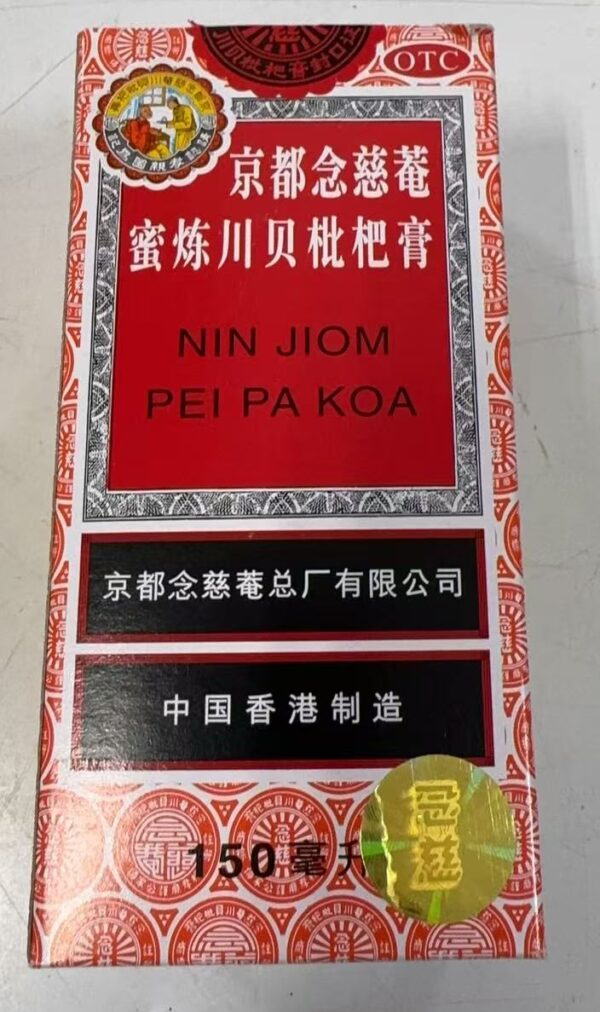 OTC
京都念慈菴
蜜炼川贝枇杷膏
NIN JIOM
PEI PA KOA
京都念慈菴总厂有限公司
中国香港制造
150毫升
念慈